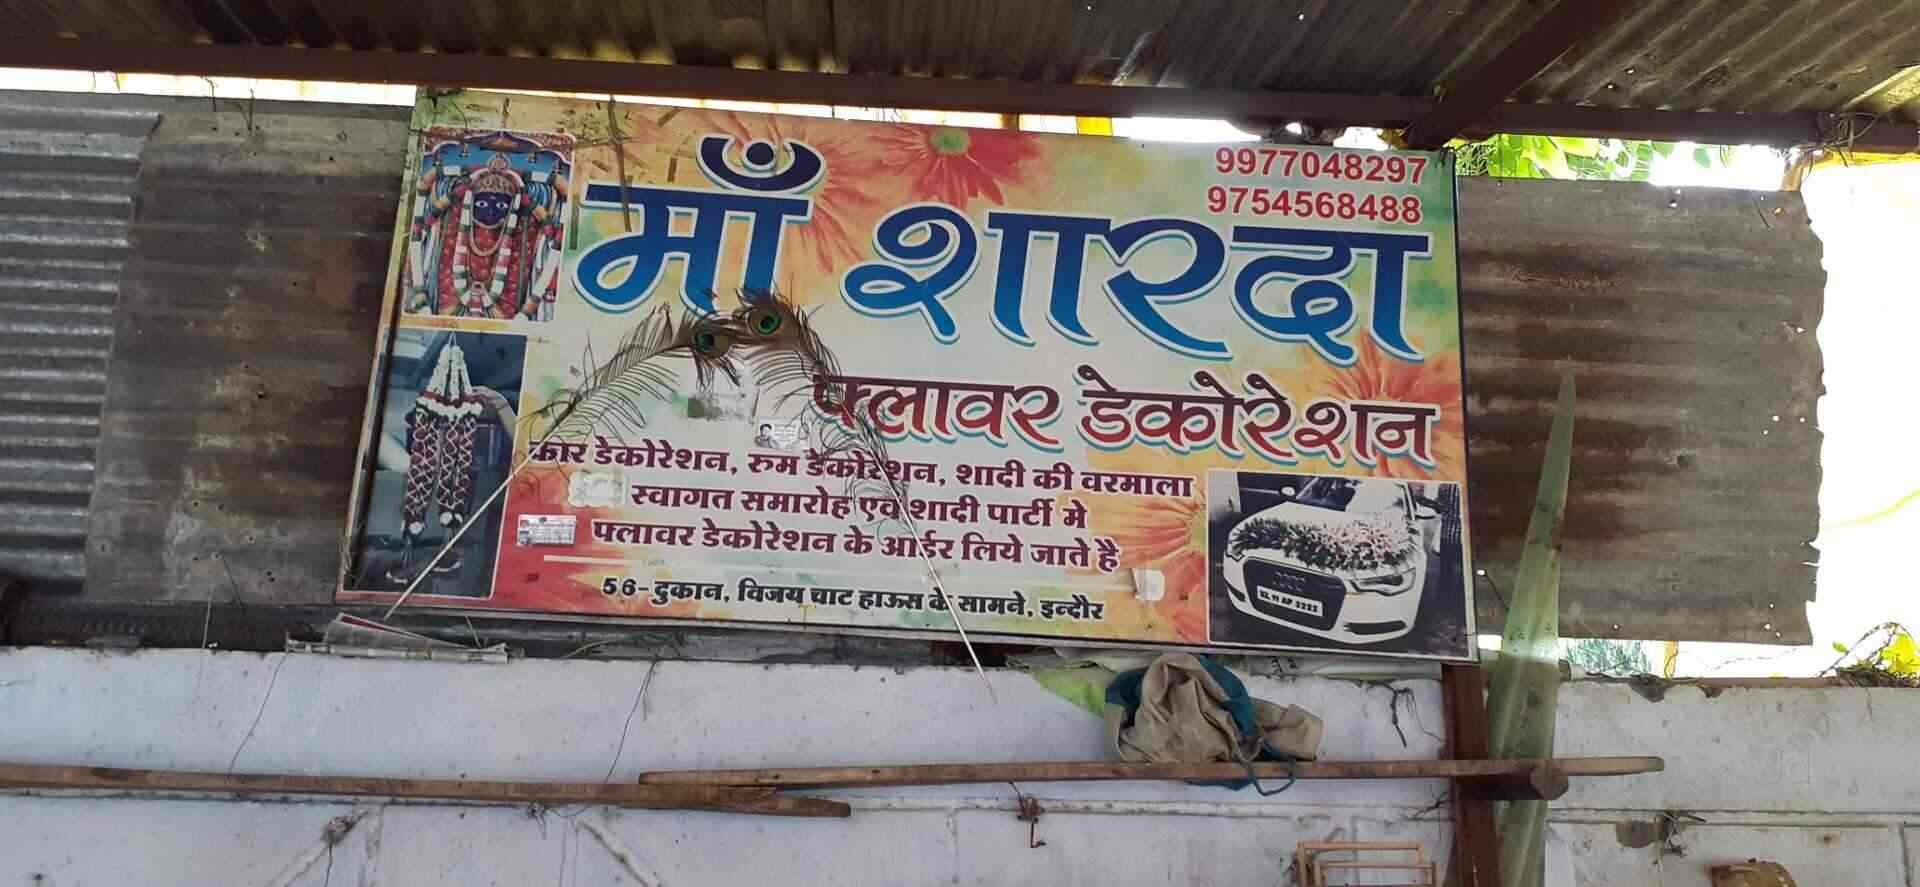 9977048297
9754568488
माँ शारदा
फ्लावर डेकोरेशन
कार डेकोरेशन, रुम डेकोरेशन, शादी की वरमाला
स्वागत समारोह एवं शादी पार्टी मे
फ्लावर डेकोरेशन के आर्डर लिये जाते है
56-दुकान, विजय चाट हाऊस के सामने, इन्दौर